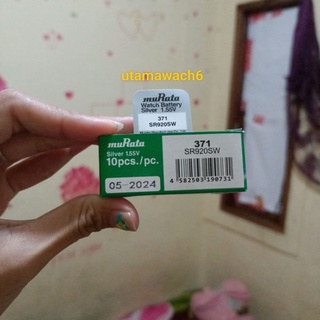 utamawach6
muRata
Watch Battery
Silver 1.55V
371
SR920SW
muRata
Silver 1.55V
10pcs./pc.
05-2024
371
SR920SW
4 582503 190731